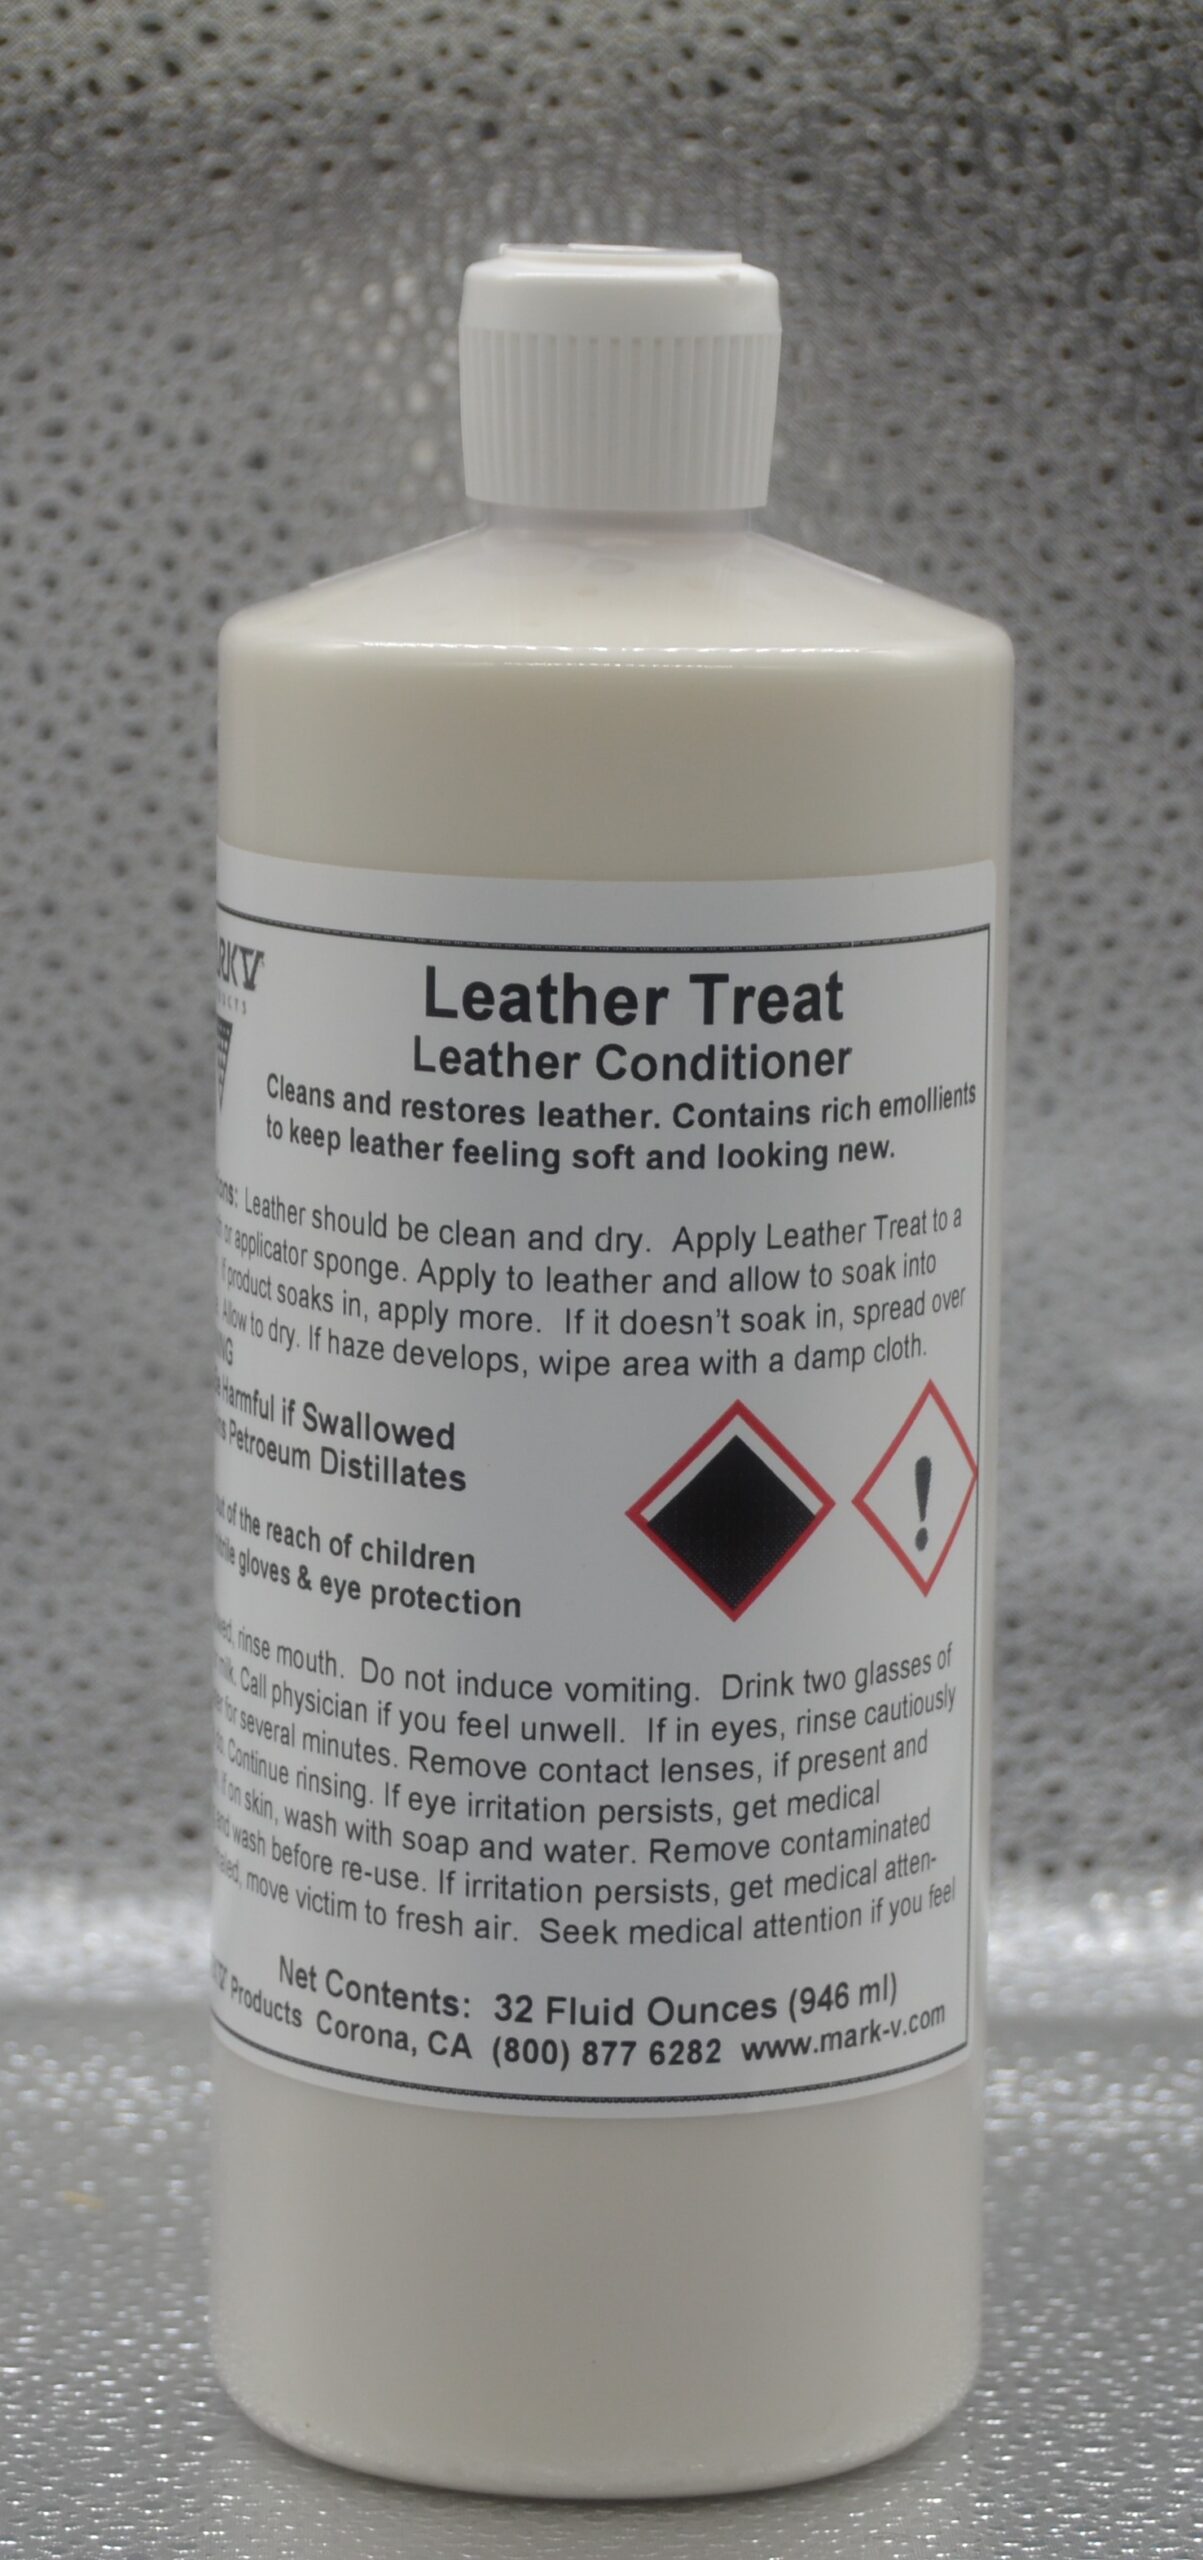 Leather Treat
Leather Conditioner
Cleans and restores leather. Contains rich emollients
to keep leather feeling soft and looking new.
Leather should be clean and dry. Apply Leather Treat to a
or applicator sponge. Apply to leather and allow to soak into
If product soaks in, apply more. If it doesn't soak in, spread over
Allow to dry. If haze develops, wipe area with a damp cloth.
Harmful if Swallowed
Petroeum Distillates
of the reach of children
gloves & eye protection
!
rinse mouth. Do not induce vomiting. Drink two glasses of
milk. Call physician if you feel unwell. If in eyes, rinse cautiously
for several minutes. Remove contact lenses, if present and
Continue rinsing. If eye irritation persists, get medical
If on skin, wash with soap and water. Remove contaminated
and wash before re-use. If irritation persists, get medical atten-
move victim to fresh air. Seek medical attention if you feel
Net Contents: 32 Fluid Ounces (946 ml)
Products Corona, CA (800) 877 6282 www.mark-v.com